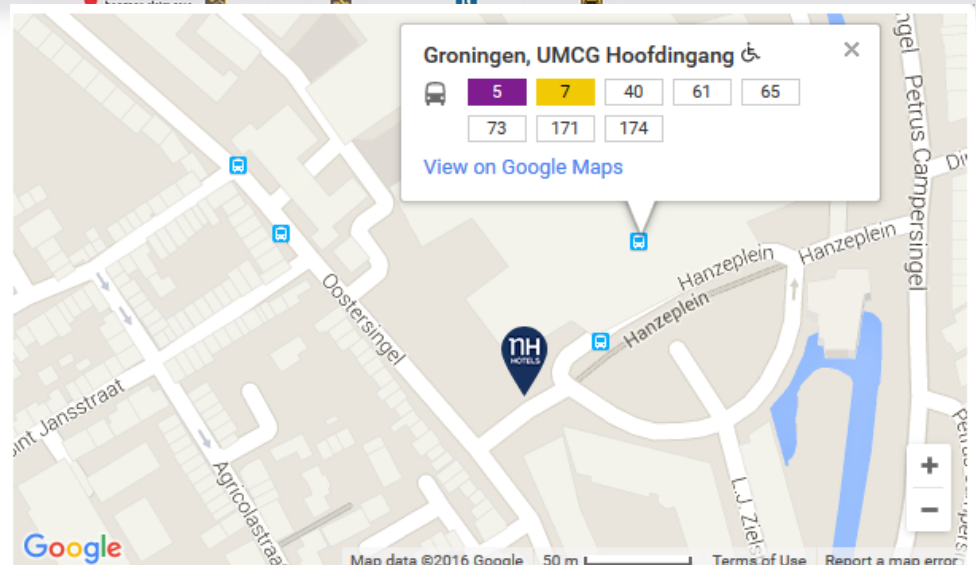 Groningen, UMCG Hoofdingang
5 7 40 61 65
73 171 174
View on Google Maps
Petrus Campersingel
Hanzeplein
Hanzeplein
Hanzeplein
Oostersingel
nH
HOTELS
Jansstraat
L.J.
Google
Map data ©2016 Google 50 m Terms of Use Report a map error